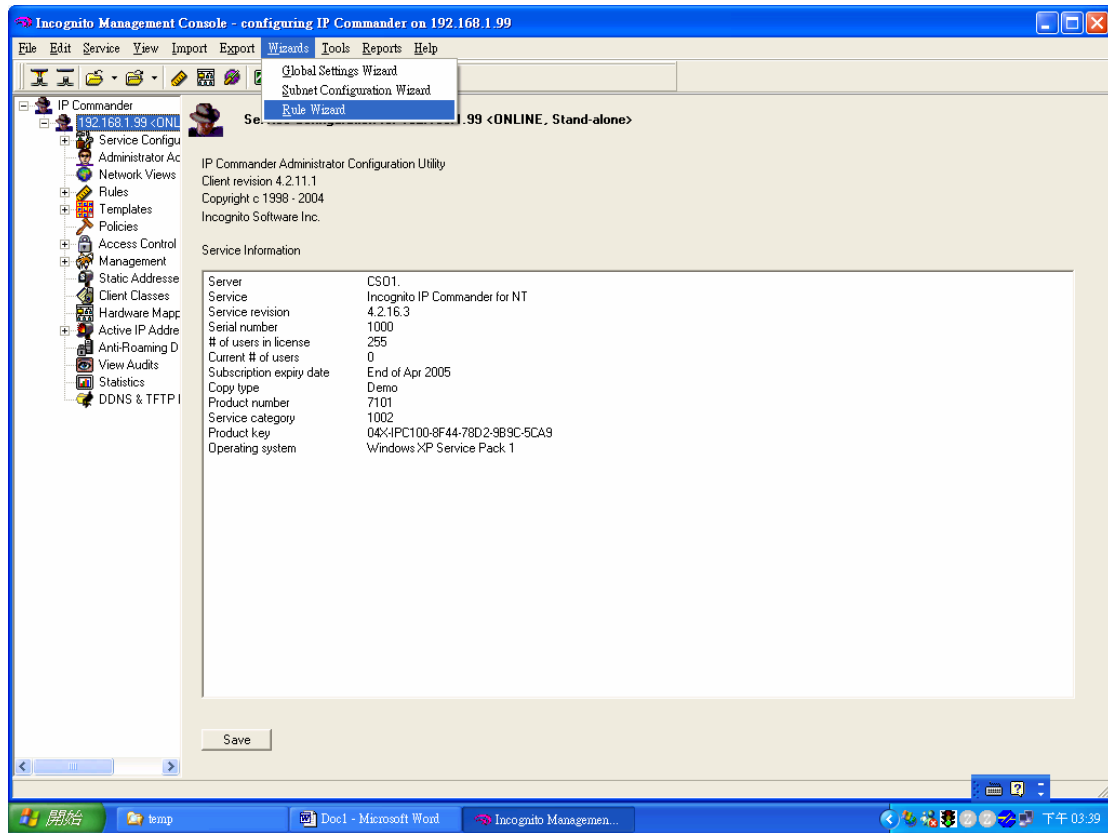 Incognito Management Console - configuring IP Commander on 192.168.1.99
File Edit Service View Import Export Wizards Tools Reports Help
Global Settings Wizard
Subnet Configuration Wizard
Rule Wizard
IP Commander
192.168.1.99 <ONL
Service Configu
Administrator Ac
Network Views
Rules
Templates
Policies
Access Control
Management
Static Addresse
Client Classes
Hardware Mapp
Active IP Addre
Anti-Roaming D
View Audits
Statistics
DDNS & TFTP
.99 <ONLINE, Stand-alone>
IP Commander Administrator Configuration Utility
Client revision 4.2.11.1
Copyright c 1998 - 2004
Incognito Software Inc.
Service Information
Server CSO1.
Service Incognito IP Commander for NT
Service revision 4.2.16.3
Serial number 1000
# of users in license 255
Current # of users 0
Subscription expiry date End of Apr 2005
Copy type Demo
Product number 7101
Service category 1002
Product key 04X-IPC100-8F44-78D2-9B9C-5CA9
Operating system Windows XP Service Pack 1
Save
開始
temp
Doc1 - Microsoft Word
Incognito Managemen...
下午 03:39